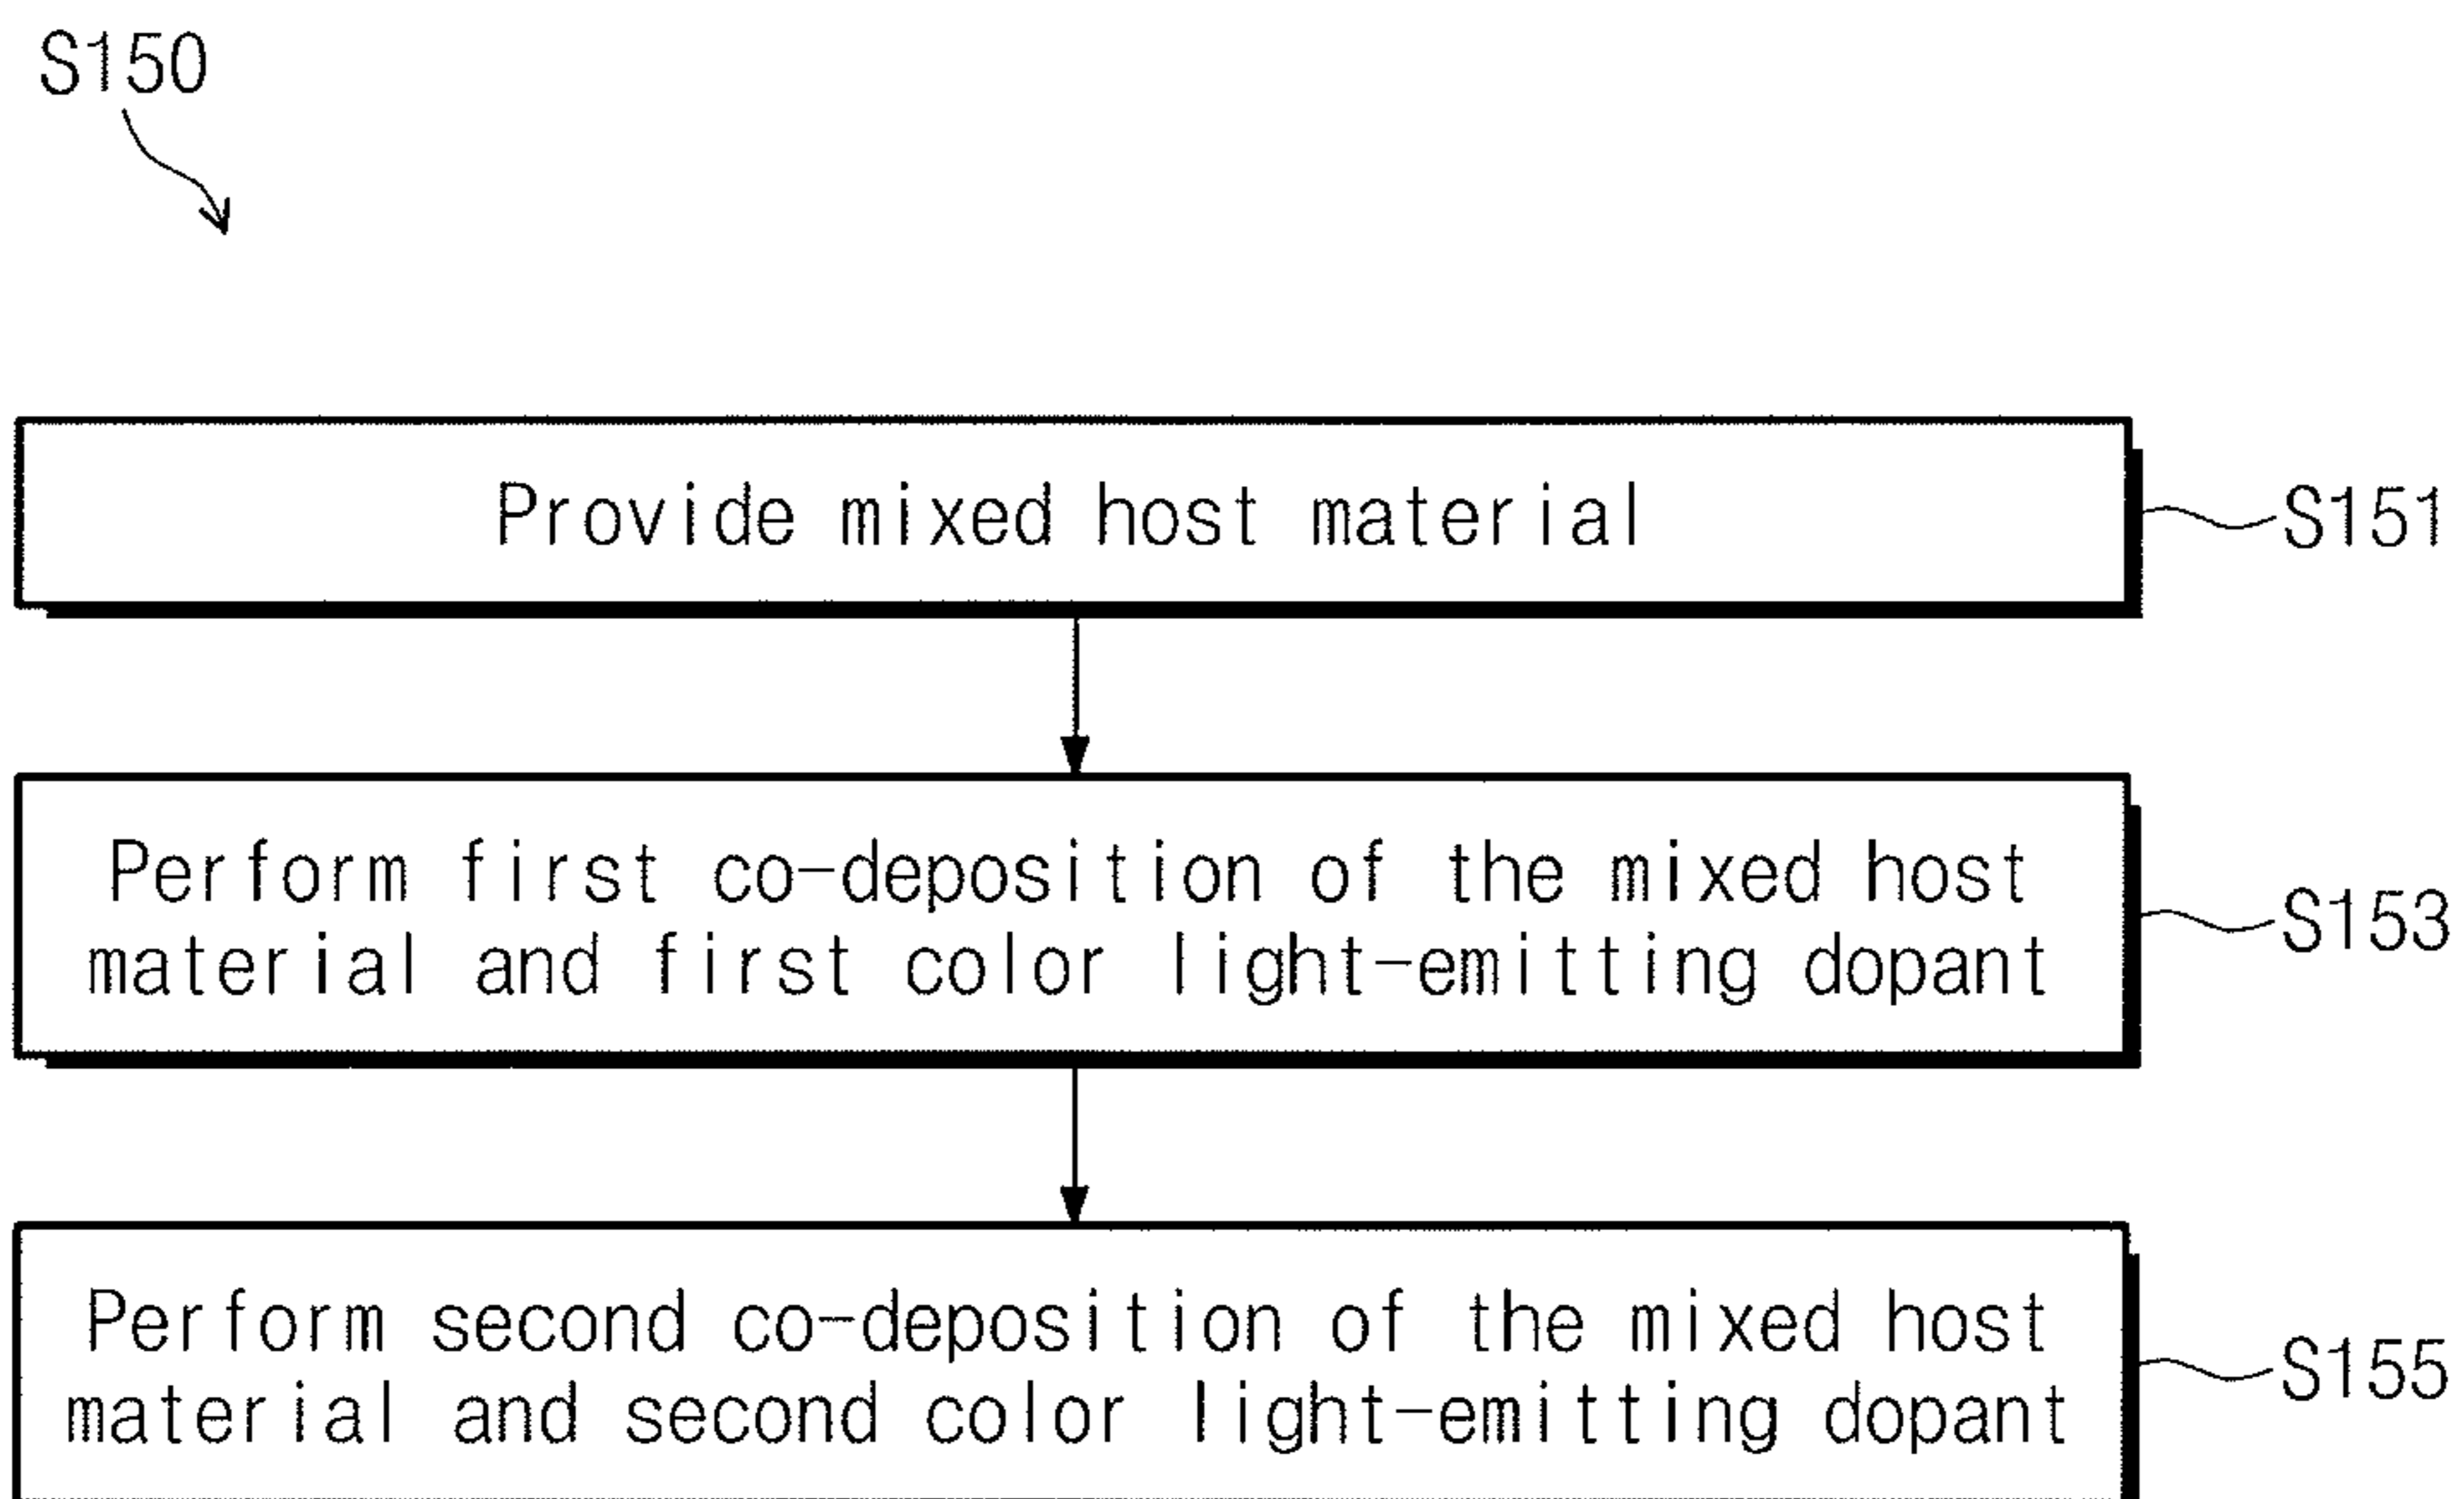 S150
Provide mixed host material
S151
Perform first co-deposition of the mixed host
material and first color light-emitting dopant
S153
Perform second co-deposition of the mixed host
material and second color light-emitting dopant
S155